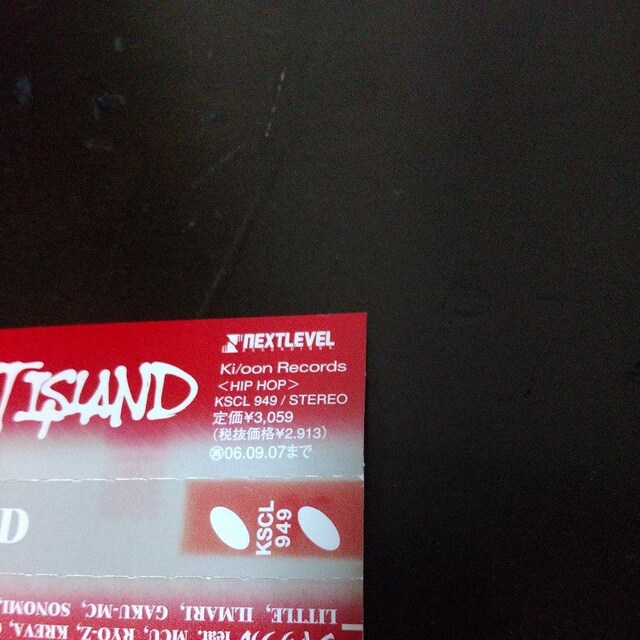 TISLAND
NEXTLEVEL
Ki/oon Records
<HIP HOP>
KSCL 949 / STEREO
定価¥3,059
(税抜価格¥2.913)
06.09.07まで
D
KSCL
949
feat. MCU, RYO-Z, KREVA,
LITTLE, ILMARI, GAKU-MC, SONOMI,